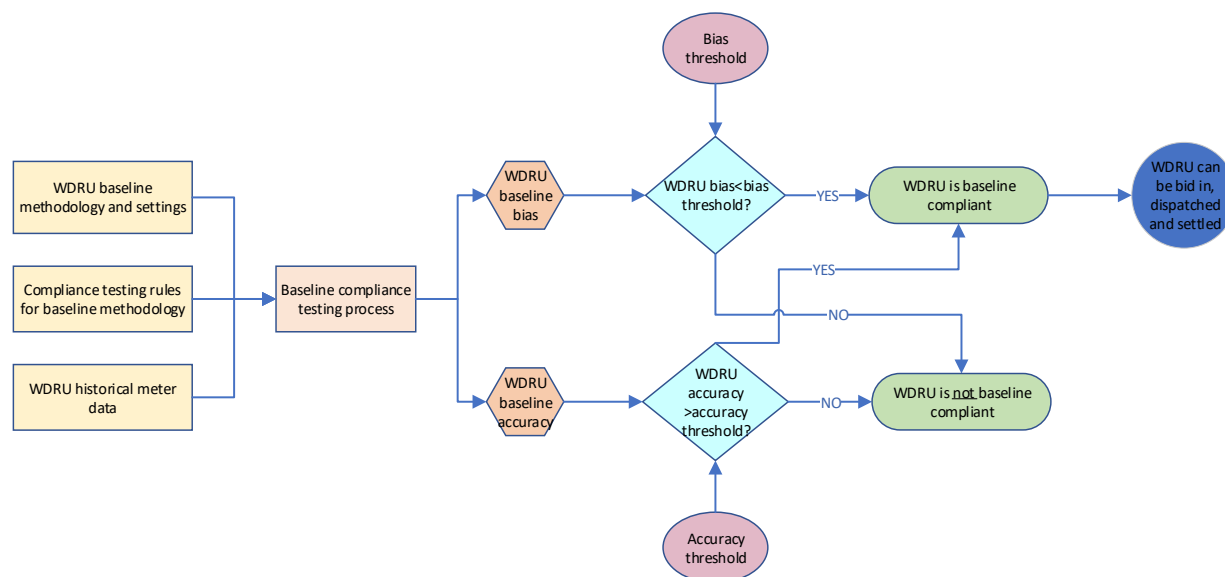 Bias
threshold
WDRU baseline
methodology and settings
Compliance testing rules
for baseline methodology
WDRU historical meter
data
Baseline compliance
testing process
WDRU
baseline
bias
WDRU
baseline
accuracy
WDRU bias<bias
threshold?
WDRU
accuracy
>accuracy
threshold?
YES
YES
NO
NO
WDRU is baseline
compliant
WDRU is not baseline
compliant
WDRU can
be bid in,
dispatched
and settled
Accuracy
threshold